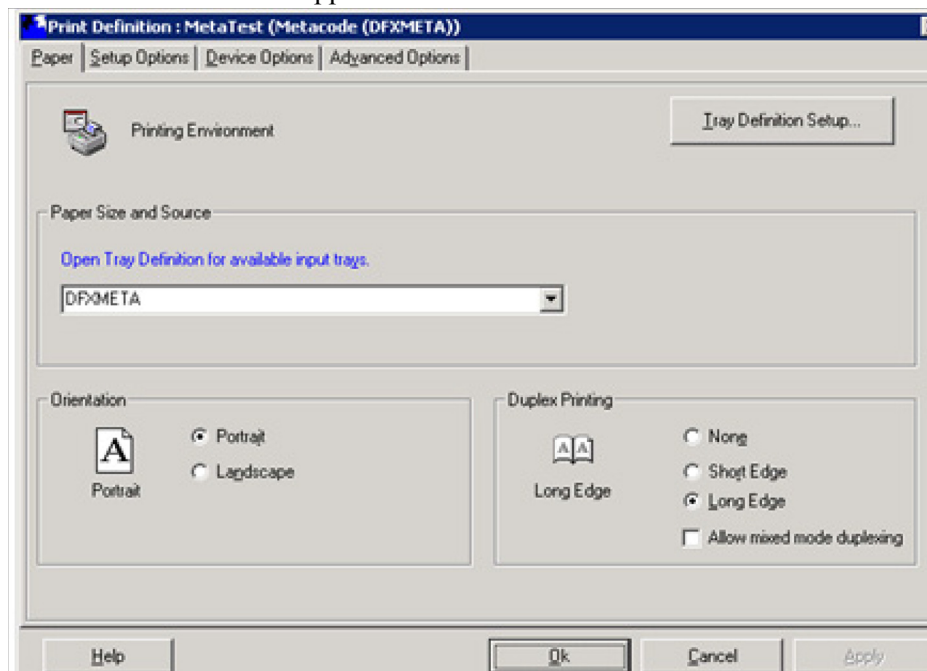 Print Definition : MetaTest (Metacode (DFXMETA))
Paper Setup Options Device Options Advanced Options
Printing Environment
Tray Definition Setup...
Paper Size and Source
Open Tray Definition for available input trays.
DFXMETA
Orientation
Portrait
Landscape
Portrait
Duplex Printing
None
Short Edge
Long Edge
Long Edge
Allow mixed mode duplexing
Help Ok Cancel Apply